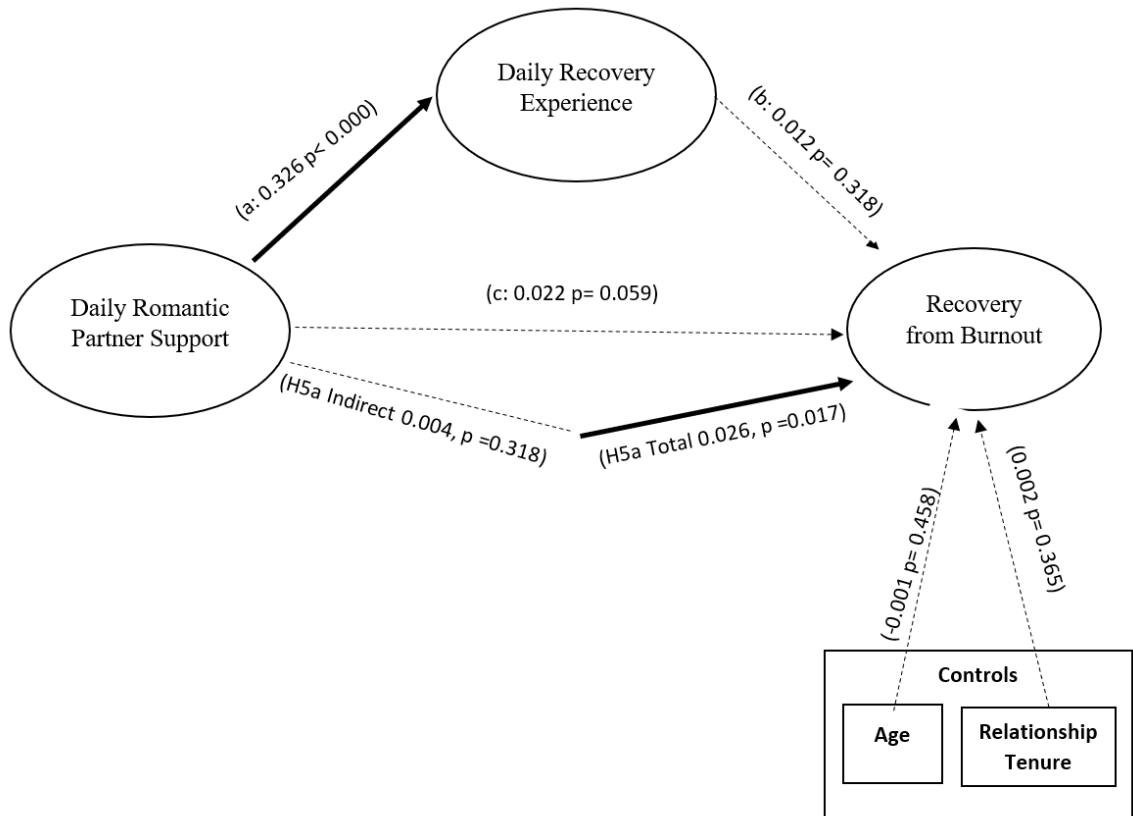 Daily Recovery
Experience
(a: 0.326 p< 0.000)
(b: 0.012 p= 0.318)
Daily Romantic
Partner Support
(c: 0.022 p= 0.059)
Recovery
from Burnout
(H5a Indirect 0.004, p =0.318)
(H5a Total 0.026, p =0.017)
(-0.001 p= 0.458)
(0.002 p= 0.365)
Controls
Age
Relationship
Tenure